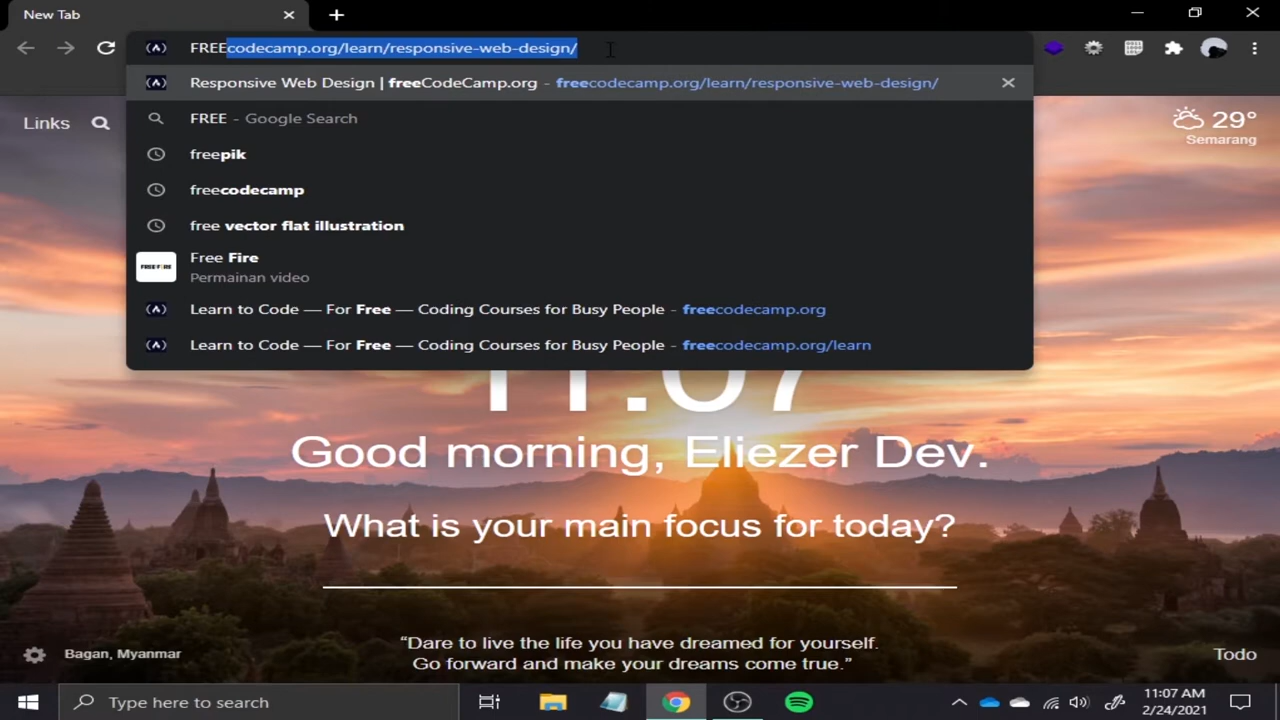 New Tab
FREEcodecamp.org/learn/responsive-web-design/
Responsive Web Design | freeCodeCamp.org - freecodecamp.org/learn/responsive-web-design/
FREE - Google Search
freepik
freecodecamp
free vector flat illustration
FREE FIRE
Free Fire
Permainan video
Learn to Code — For Free — Coding Courses for Busy People - freecodecamp.org
Learn to Code — For Free — Coding Courses for Busy People - freecodecamp.org/learn
Links
29°
Semarang
11:07
Good morning, Eliezer Dev.
What is your main focus for today?
“Dare to live the life you have dreamed for yourself.
Go forward and make your dreams come true.”
Bagan, Myanmar
Todo
Type here to search
11:07 AM
2/24/2021